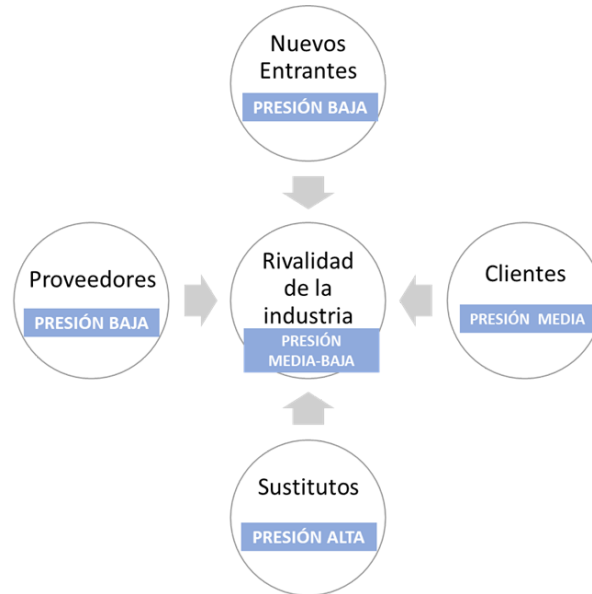 Nuevos
Entrantes
PRESIÓN BAJA
Proveedores
PRESIÓN BAJA
Rivalidad
de la
industria
PRESIÓN
MEDIA-BAJA
Clientes
PRESIÓN MEDIA
Sustitutos
PRESIÓN ALTA